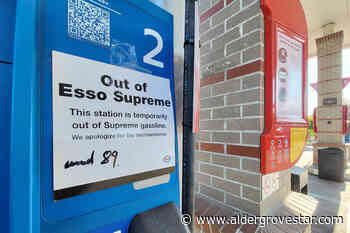 2
Out of
Esso Supreme
This station is temporarily
out of Supreme gasoline.
We apologize for the inconvenience.
and 89.
www.aldergrovestar.com